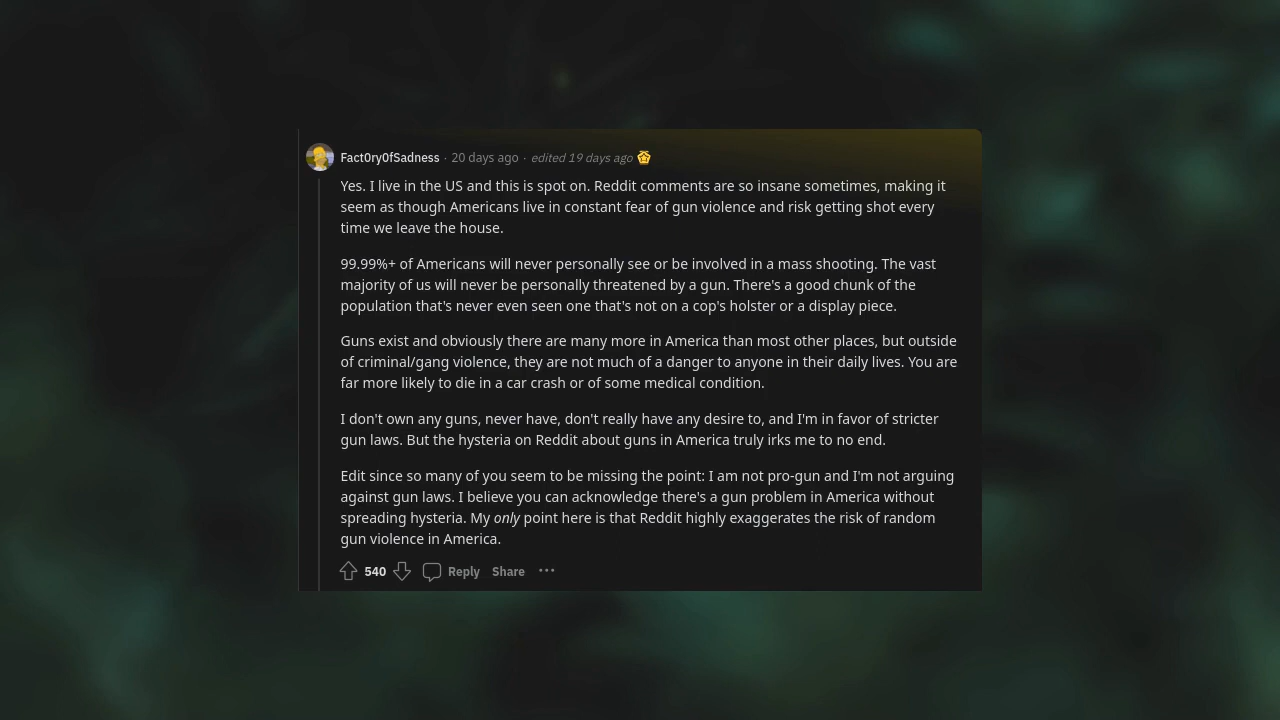 Fact0ry0fSadness · 20 days ago · edited 19 days ago
Yes. I live in the US and this is spot on. Reddit comments are so insane sometimes, making it
seem as though Americans live in constant fear of gun violence and risk getting shot every
time we leave the house.
99.99%+ of Americans will never personally see or be involved in a mass shooting. The vast
majority of us will never be personally threatened by a gun. There's a good chunk of the
population that's never even seen one that's not on a cop's holster or a display piece.
Guns exist and obviously there are many more in America than most other places, but outside
of criminal/gang violence, they are not much of a danger to anyone in their daily lives. You are
far more likely to die in a car crash or of some medical condition.
I don't own any guns, never have, don't really have any desire to, and I'm in favor of stricter
gun laws. But the hysteria on Reddit about guns in America truly irks me to no end.
Edit since so many of you seem to be missing the point: I am not pro-gun and I'm not arguing
against gun laws. I believe you can acknowledge there's a gun problem in America without
spreading hysteria. My only point here is that Reddit highly exaggerates the risk of random
gun violence in America.
540 Reply Share ···